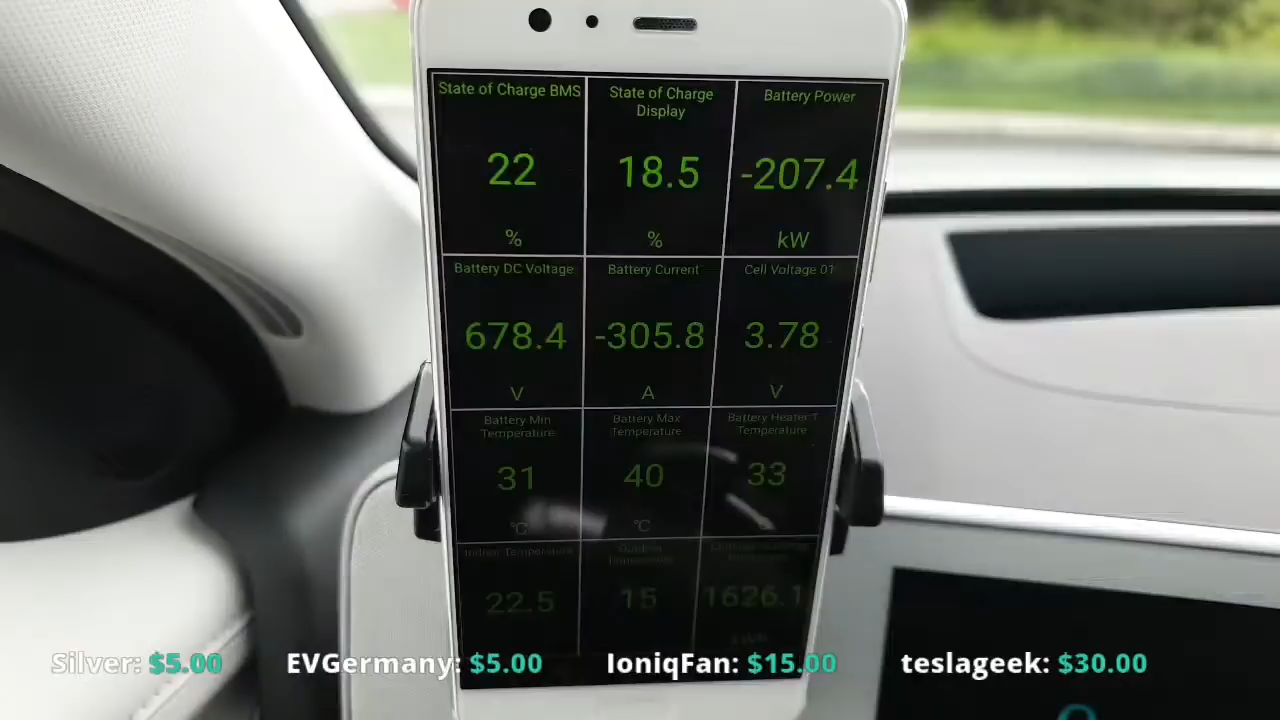 State of Charge BMS
State of Charge
Display
Battery Power
22
18.5
-207.4
%
%
kW
Battery DC Voltage
Battery Current
Cell Voltage 01
678.4
-305.8
3.78
V
A
V
Battery Min
Temperature
Battery Max
Temperature
Battery Heater 1
Temperature
31
40
33
°C
°C
Indoor Temperature
Outdoor
Temperature
22.5
15
1626.1
kWh
Silver: $5.00
EVGermany: $5.00
IoniqFan: $15.00
teslageek: $30.00